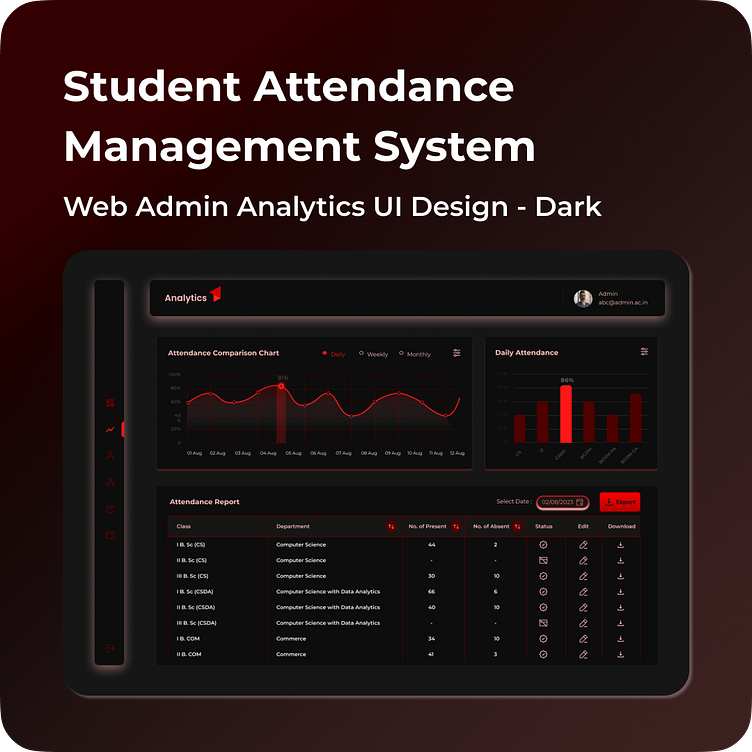 Student Attendance
Management System
Web Admin Analytics UI Design - Dark
Analytics
Admin
abc@admin.ac.in
Attendance Comparison Chart
Daily Weekly Monthly
91%
100%
80%
60%
40
%
20%
0
01 Aug 02 Aug 03 Aug 04 Aug 05 Aug 06 Aug 07 Aug 08 Aug 09 Aug 10 Aug 11 Aug 12 Aug
Daily Attendance
86%
CS IT CSDA BCOM BCOM PA BCOM CA
Attendance Report
Select Date : 02/08/2023 Export
Class Department No. of Present No. of Absent Status Edit Download
I B. Sc (CS) Computer Science 44 2
II B. Sc (CS) Computer Science - -
III B. Sc (CS) Computer Science 30 10
I B. Sc (CSDA) Computer Science with Data Analytics 66 6
II B. Sc (CSDA) Computer Science with Data Analytics 40 10
III B. Sc (CSDA) Computer Science with Data Analytics - -
I B. COM Commerce 34 10
II B. COM Commerce 41 3